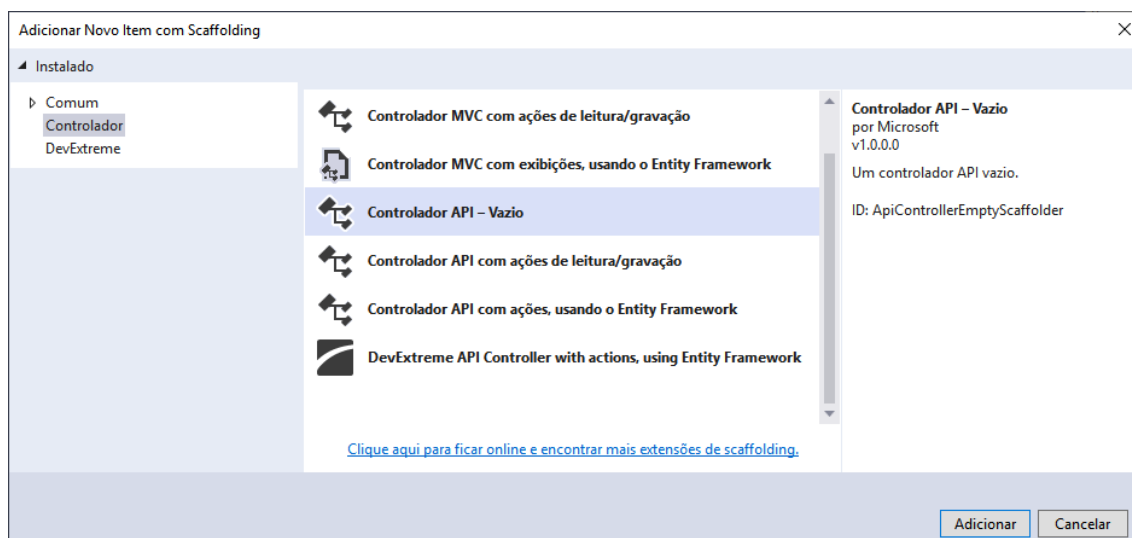 Adicionar Novo Item com Scaffolding
Instalado
Comum
Controlador
DevExtreme
Controlador MVC com ações de leitura/gravação
Controlador MVC com exibições, usando o Entity Framework
Controlador API – Vazio
Controlador API com ações de leitura/gravação
Controlador API com ações, usando o Entity Framework
DevExtreme API Controller with actions, using Entity Framework
Clique aqui para ficar online e encontrar mais extensões de scaffolding.
Controlador API – Vazio
por Microsoft
v1.0.0.0
Um controlador API vazio.
ID: ApiControllerEmptyScaffolder
Adicionar
Cancelar